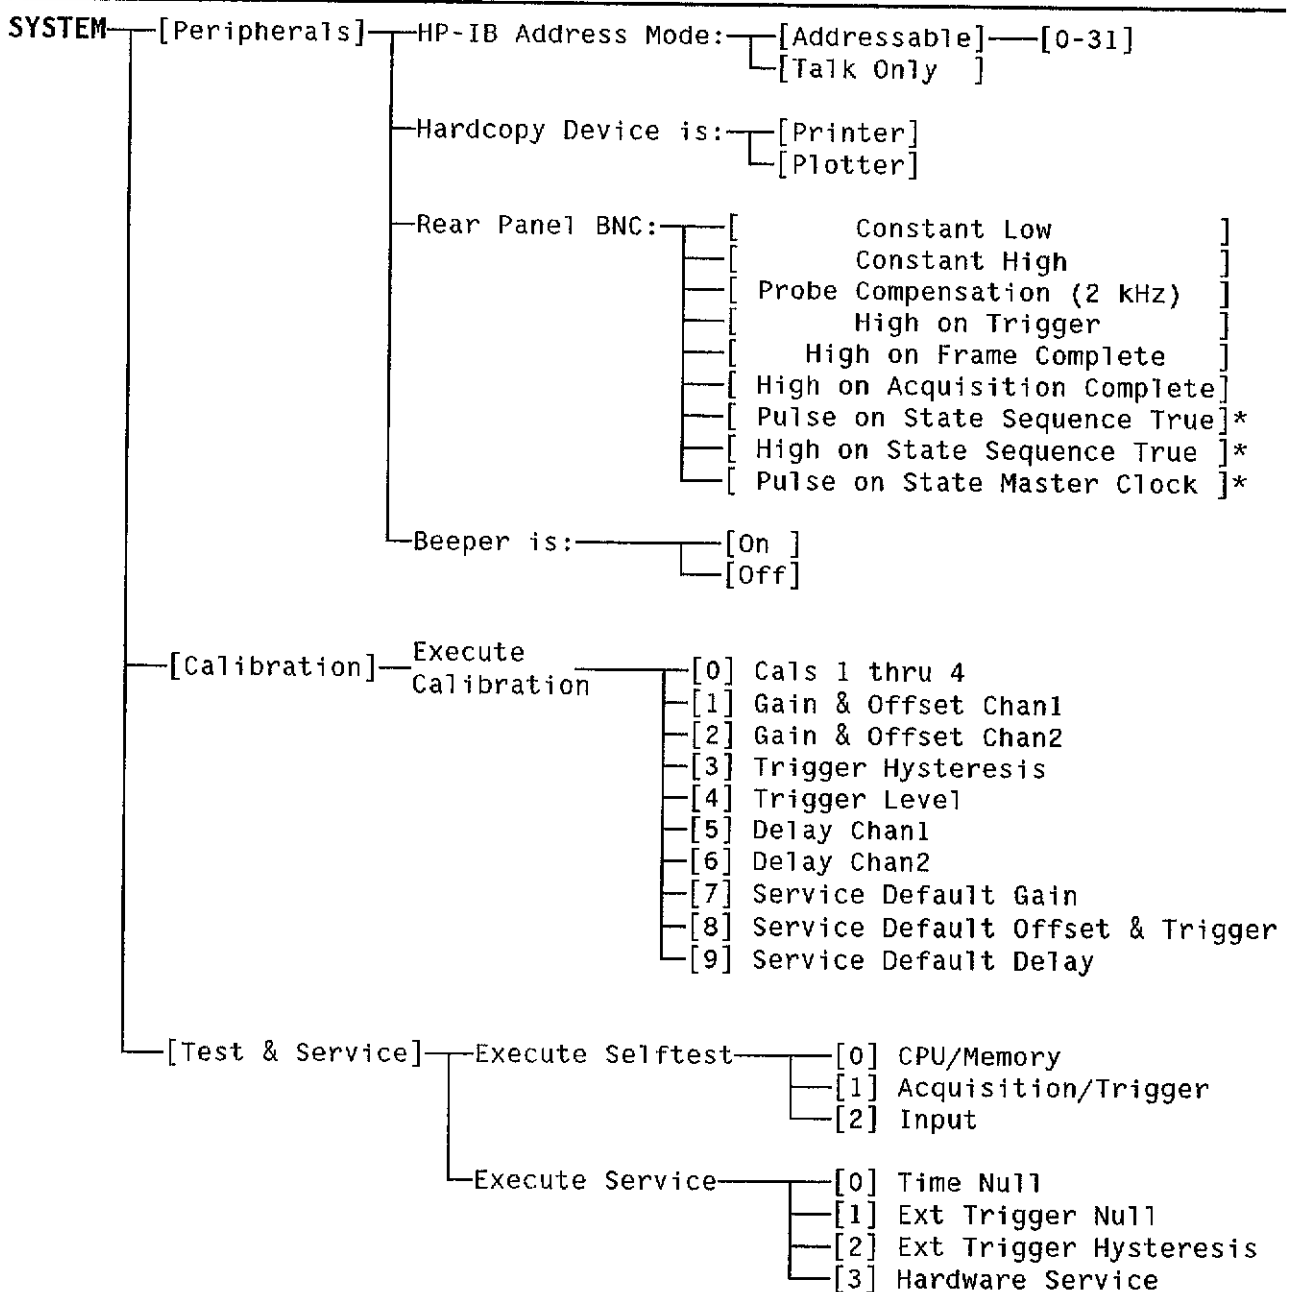 SYSTEM [Peripherals] HP-IB Address Mode: [Addressable] [0-31]
[Talk Only ]
Hardcopy Device is: [Printer]
[Plotter]
Rear Panel BNC: [ Constant Low ]
[ Constant High ]
[ Probe Compensation (2 kHz) ]
[ High on Trigger ]
[ High on Frame Complete ]
[ High on Acquisition Complete]
[ Pulse on State Sequence True]*
[ High on State Sequence True ]*
[ Pulse on State Master Clock ]*
Beeper is: [On ]
[Off]
[Calibration] Execute
Calibration [0] Cals 1 thru 4
[1] Gain & Offset Chan1
[2] Gain & Offset Chan2
[3] Trigger Hysteresis
[4] Trigger Level
[5] Delay Chan1
[6] Delay Chan2
[7] Service Default Gain
[8] Service Default Offset & Trigger
[9] Service Default Delay
[Test & Service] Execute Selftest [0] CPU/Memory
[1] Acquisition/Trigger
[2] Input
Execute Service [0] Time Null
[1] Ext Trigger Null
[2] Ext Trigger Hysteresis
[3] Hardware Service